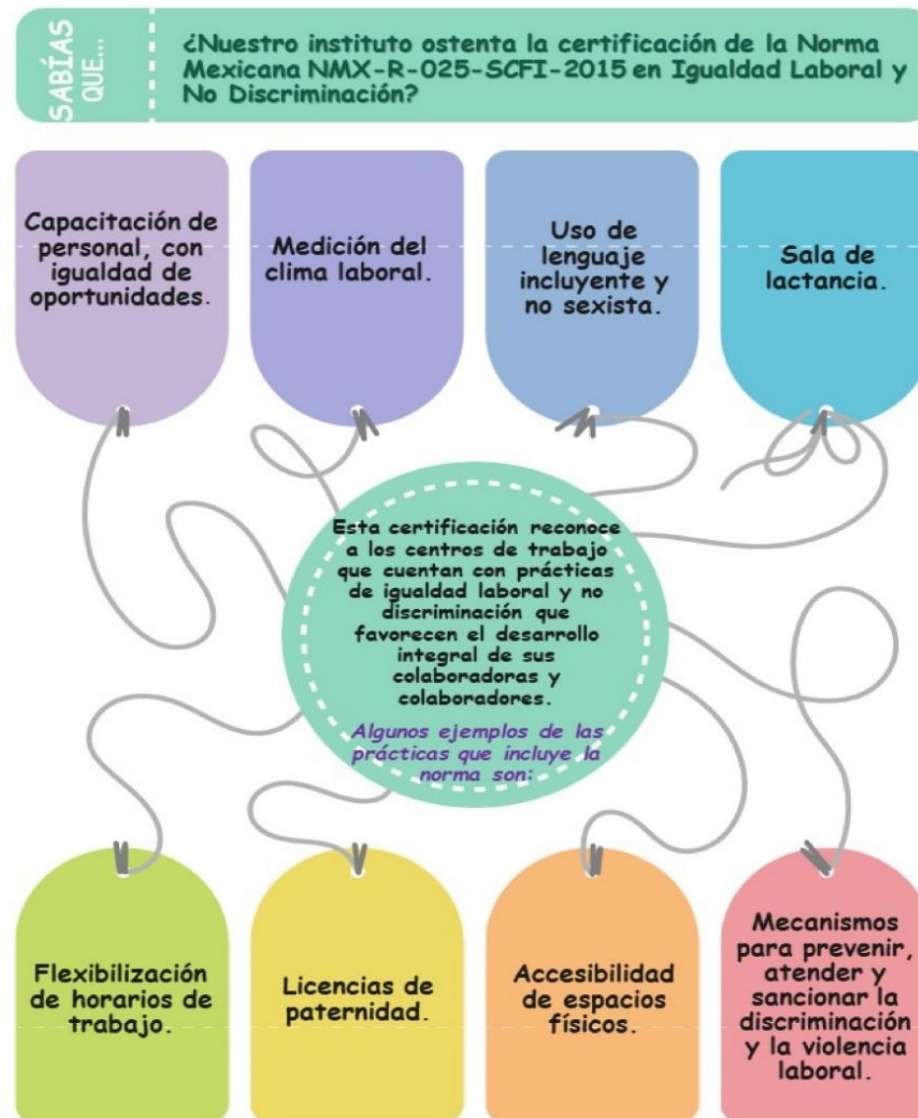 SABÍAS
QUE...
¿Nuestro instituto ostenta la certificación de la Norma
Mexicana NMX-R-025-SCFI-2015 en Igualdad Laboral y
No Discriminación?
Capacitación de
personal, con
igualdad de
oportunidades.
Medición del
clima laboral.
Uso de
lenguaje
incluyente y
no sexista.
Sala de
lactancia.
Esta certificación reconoce
a los centros de trabajo
que cuentan con prácticas
de igualdad laboral y no
discriminación que
favorecen el desarrollo
integral de sus
colaboradoras y
colaboradores.
Algunos ejemplos de las
prácticas que incluye la
norma son:
Flexibilización
de horarios de
trabajo.
Licencias de
paternidad.
Accesibilidad
de espacios
físicos.
Mecanismos
para prevenir,
atender y
sancionar la
discriminación
y la violencia
laboral.